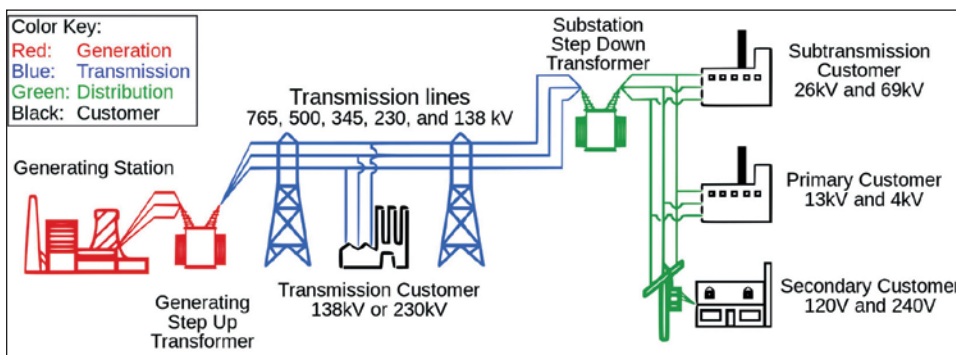 Color Key:
Red: Generation
Blue: Transmission
Green: Distribution
Black: Customer
Generating Station
Generating
Step Up
Transformer
Transmission lines
765, 500, 345, 230, and 138 kV
Transmission Customer
138kV or 230kV
Substation
Step Down
Transformer
Subtransmission
Customer
26kV and 69kV
Primary Customer
13kV and 4kV
Secondary Customer
120V and 240V